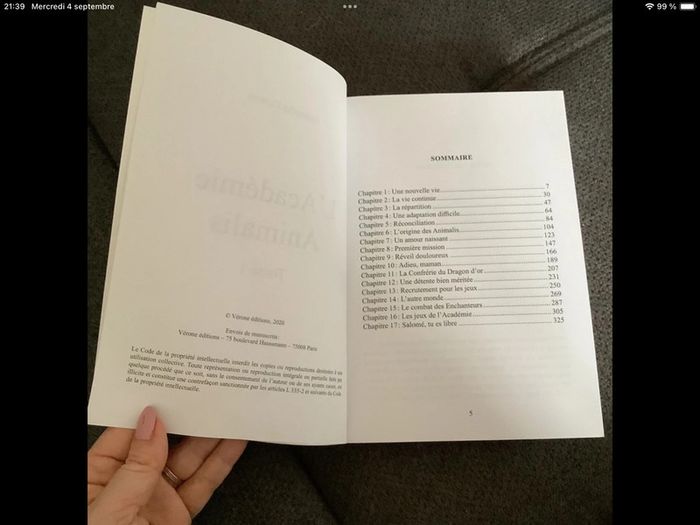 21:39 Mercredi 4 septembre
99 %
L'Académie
Animalis
© Vérone éditions, 2020
Envois de manuscrits
Vérone éditions – 75 boulevard Haussmann – 75008 Paris
Le Code de la propriété intellectuelle interdit les copies ou reproductions destinées à une
utilisation collective. Toute représentation ou reproduction intégrale ou partielle faite par
quelque procédé que ce soit, sans le consentement de l'auteur ou de ses ayants cause, est
illicite et constitue une contrefaçon sanctionnée par les articles L 335-2 et suivants du Code
de la propriété intellectuelle.
SOMMAIRE
Chapitre 1 : Une nouvelle vie 7
Chapitre 2 : La vie continue 30
Chapitre 3 : La répartition 47
Chapitre 4 : Une adaptation difficile 64
Chapitre 5 : Réconciliation 84
Chapitre 6 : L'origine des Animalis 104
Chapitre 7 : Un amour naissant 123
Chapitre 8 : Première mission 147
Chapitre 9 : Réveil douloureux 166
Chapitre 10 : Adieu, maman 189
Chapitre 11 : La Confrérie du Dragon d'or 207
Chapitre 12 : Une détente bien méritée 231
Chapitre 13 : Recrutement pour les jeux 250
Chapitre 14 : L'autre monde 269
Chapitre 15 : Le combat des Enchanteurs 287
Chapitre 16 : Les jeux de l'Académie 305
Chapitre 17 : Salomé, tu es libre 325
5